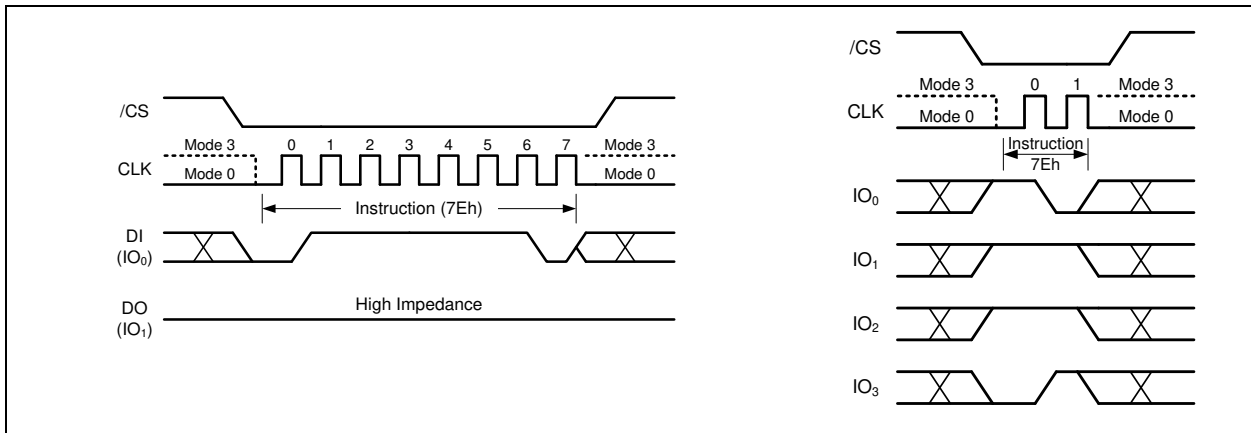 /CS
Mode 3 0 1 2 3 4 5 6 7 Mode 3
CLK
Mode 0 Mode 0
Instruction (7Eh)
DI
(IO₀)
High Impedance
DO
(IO₁)
/CS
Mode 3 0 1 Mode 3
CLK
Mode 0 Mode 0
Instruction
7Eh
IO₀
IO₁
IO₂
IO₃